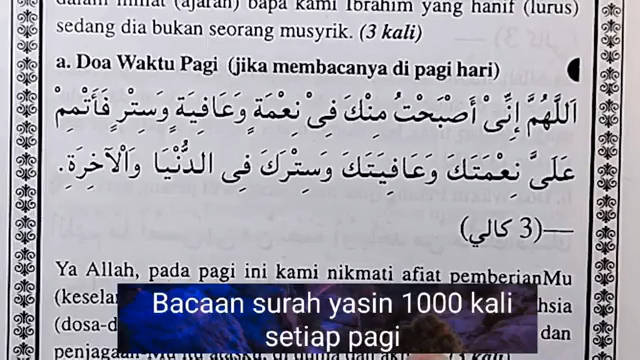 dalam millat (ajaran) bapa kami Ibrahim yang hanif (lurus)
sedang dia bukan seorang musyrik. (3 kali)
a. Doa Waktu Pagi (jika membacanya di pagi hari)
اَللّٰهُمَّ إِنِّىْ أَصْبَحْتُ مِنْكَ فِىْ نِعْمَةٍ وَعَافِيَةٍ وَسِتْرٍ فَأَتْمِمْ
عَلَىَّ نِعْمَتَكَ وَعَافِيَتَكَ وَسِتْرَكَ فِى الدُّنْيَا وَالْآخِرَةِ.
—(3 كالي)
Ya Allah, pada pagi ini kami nikmati afiat pemberianMu
Bacaan surah yasin 1000 kali
setiap pagi
dan